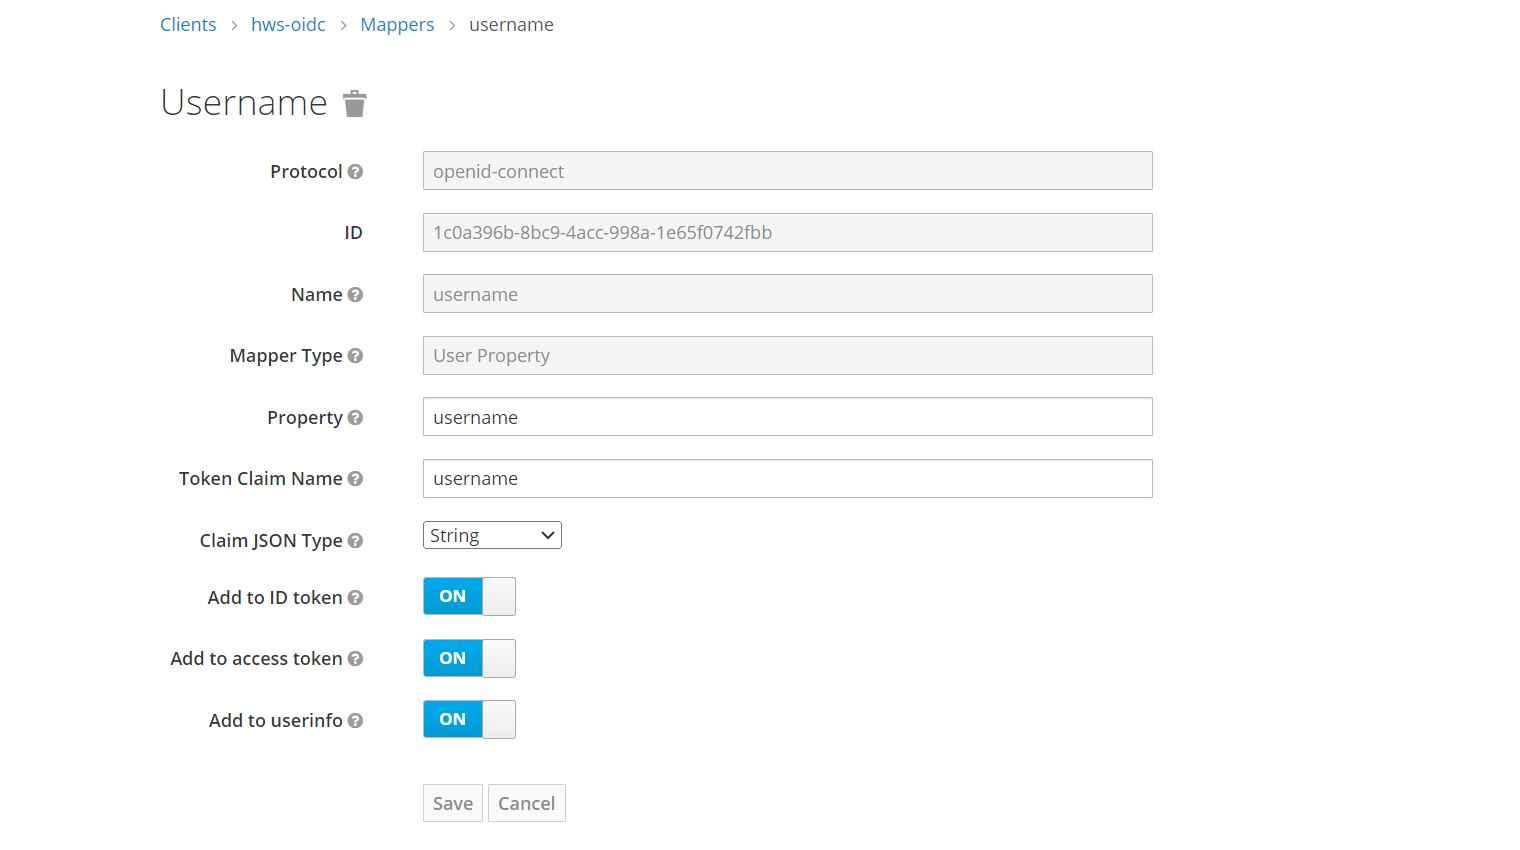 Clients > hws-oidc > Mappers > username
Username
Protocol openid-connect
ID 1c0a396b-8bc9-4acc-998a-1e65f0742fbb
Name username
Mapper Type User Property
Property username
Token Claim Name username
Claim JSON Type String
Add to ID token ON
Add to access token ON
Add to userinfo ON
Save Cancel